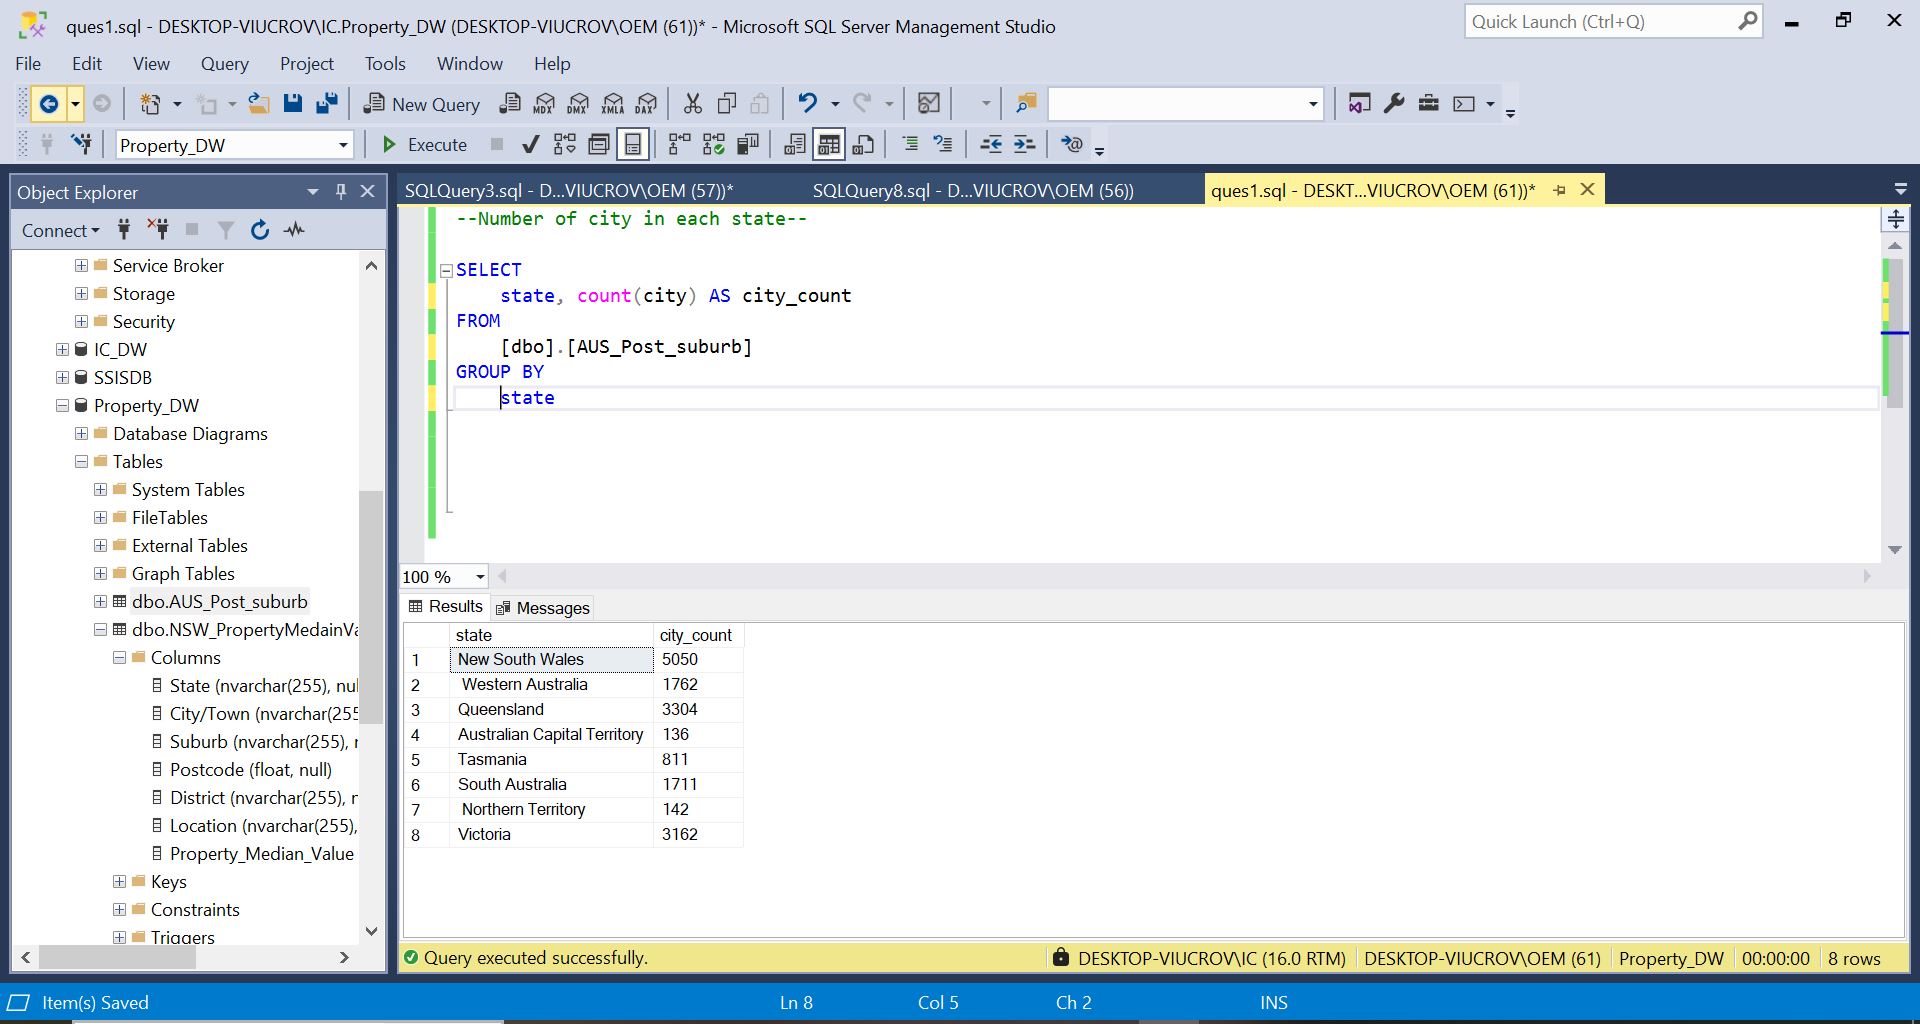 ques1.sql - DESKTOP-VIUCROV\IC.Property_DW (DESKTOP-VIUCROV\OEM (61))* - Microsoft SQL Server Management Studio
Quick Launch (Ctrl+Q)
File Edit View Query Project Tools Window Help
New Query MDX DMX XMLA DAX
Property_DW Execute
Object Explorer
SQLQuery3.sql - D...VIUCROV\OEM (57))*
SQLQuery8.sql - D...VIUCROV\OEM (56))
ques1.sql - DESKT...VIUCROV\OEM (61))*
Connect
Service Broker
Storage
Security
IC_DW
SSISDB
Property_DW
Database Diagrams
Tables
System Tables
FileTables
External Tables
Graph Tables
dbo.AUS_Post_suburb
dbo.NSW_PropertyMedainVa
Columns
State (nvarchar(255), nul
City/Town (nvarchar(255
Suburb (nvarchar(255), r
Postcode (float, null)
District (nvarchar(255), n
Location (nvarchar(255),
Property_Median_Value
Keys
Constraints
Triggers
--Number of city in each state--
SELECT
state, count(city) AS city_count
FROM
[dbo].[AUS_Post_suburb]
GROUP BY
state
100 %
Results Messages
state city_count
1 New South Wales 5050
2 Western Australia 1762
3 Queensland 3304
4 Australian Capital Territory 136
5 Tasmania 811
6 South Australia 1711
7 Northern Territory 142
8 Victoria 3162
Query executed successfully.
DESKTOP-VIUCROV\IC (16.0 RTM) DESKTOP-VIUCROV\OEM (61) Property_DW 00:00:00 8 rows
Item(s) Saved Ln 8 Col 5 Ch 2 INS